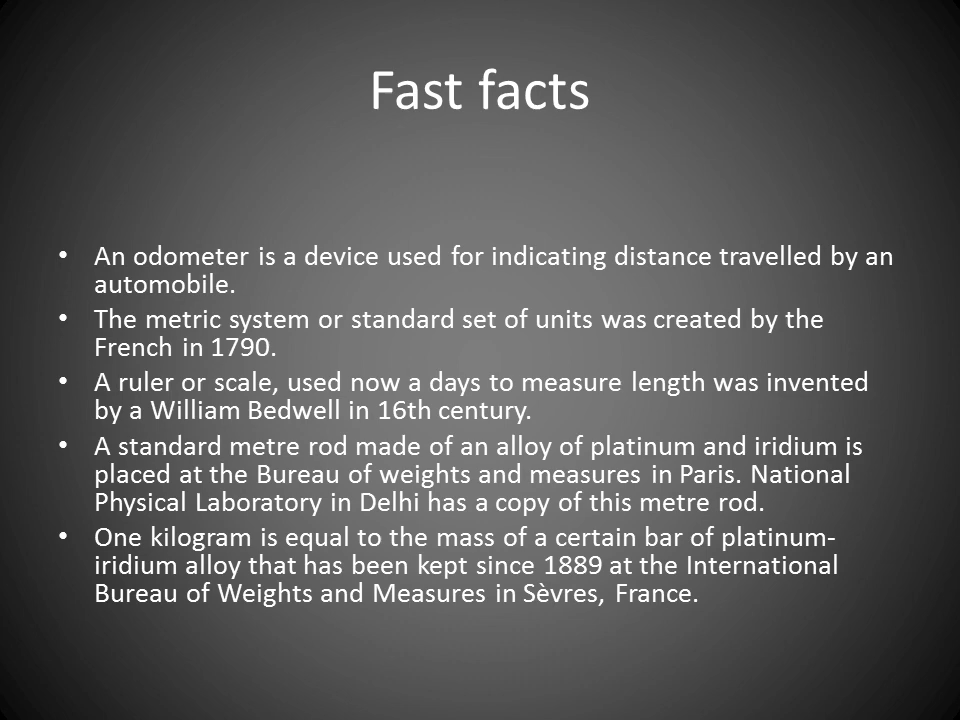 Fast facts
• An odometer is a device used for indicating distance travelled by an
automobile.
• The metric system or standard set of units was created by the
French in 1790.
• A ruler or scale, used now a days to measure length was invented
by a William Bedwell in 16th century.
• A standard metre rod made of an alloy of platinum and iridium is
placed at the Bureau of weights and measures in Paris. National
Physical Laboratory in Delhi has a copy of this metre rod.
• One kilogram is equal to the mass of a certain bar of platinum-
iridium alloy that has been kept since 1889 at the International
Bureau of Weights and Measures in Sèvres, France.